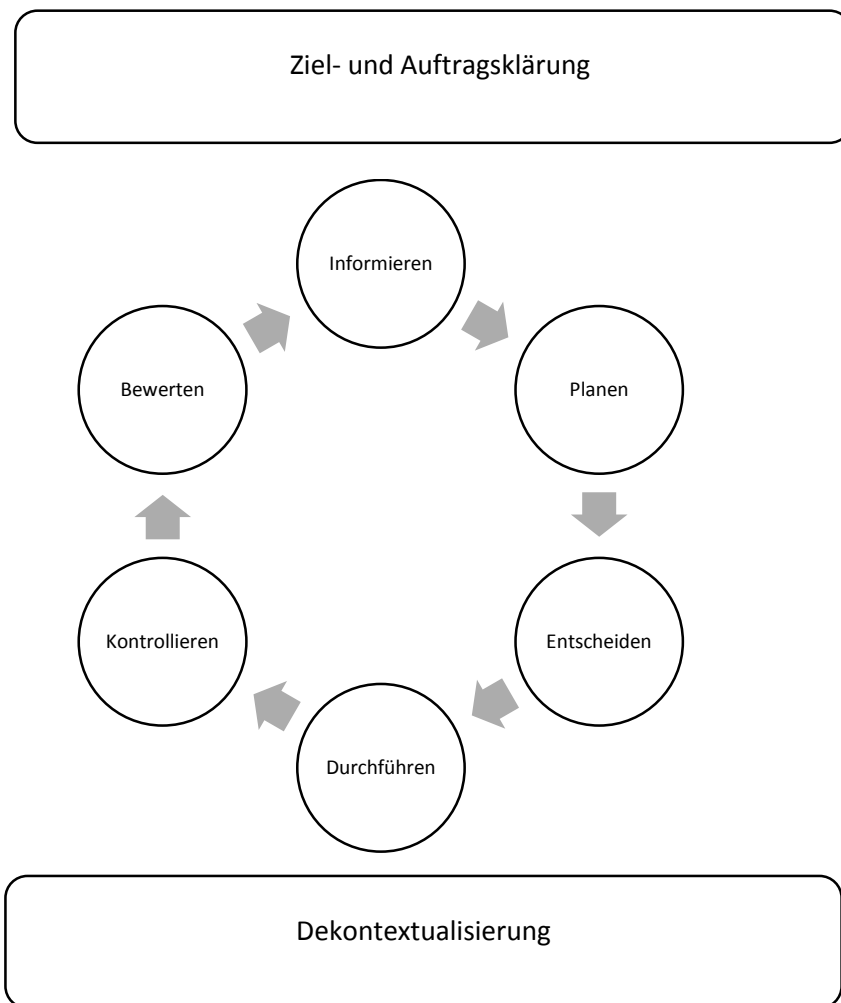 Ziel- und Auftragsklärung
Informieren
Bewerten
Planen
Kontrollieren
Entscheiden
Durchführen
Dekontextualisierung